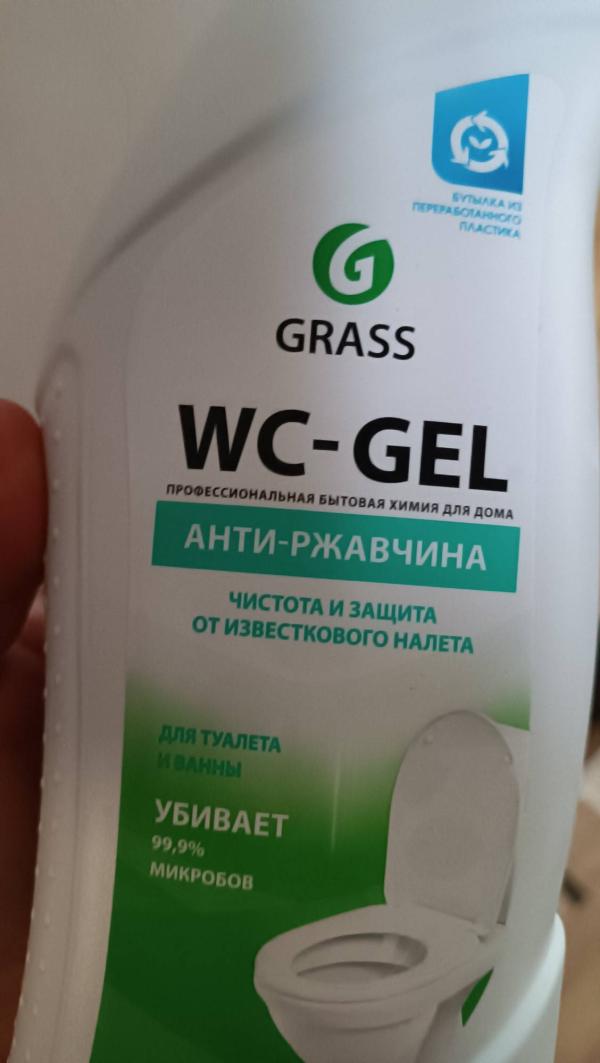 БУТЫЛКА ИЗ
ПЕРЕРАБОТАННОГО
ПЛАСТИКА
GRASS
WC-GEL
ПРОФЕССИОНАЛЬНАЯ БЫТОВАЯ ХИМИЯ ДЛЯ ДОМА
АНТИ-РЖАВЧИНА
ЧИСТОТА И ЗАЩИТА
ОТ ИЗВЕСТКОВОГО НАЛЕТА
ДЛЯ ТУАЛЕТА
И ВАННЫ
УБИВАЕТ
99,9%
МИКРОБОВ